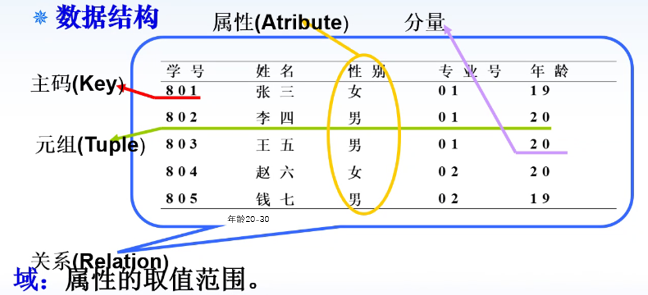 ✵ 数据结构
属性(Atribute) 分量
主码(Key)
元组(Tuple)
学号 姓名 性别 专业号 年龄
801 张三 女 01 19
802 李四 男 01 20
803 王五 男 01 20
804 赵六 女 02 20
805 钱七 男 02 19
年龄20-30
关系(Relation)
域：属性的取值范围。